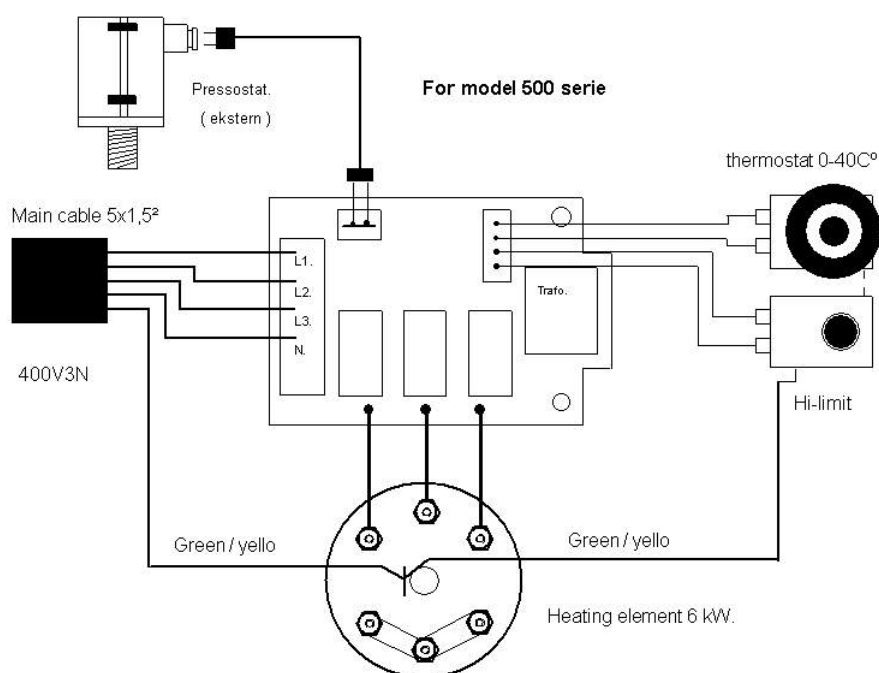 Pressostat.
( ekstern )
For model 500 serie
thermostat 0-40Cº
Main cable 5x1,5²
L1.
L2.
L3.
N.
Trafo.
400V3N
Hi-limit
Green / yello
Green / yello
Heating element 6 kW.